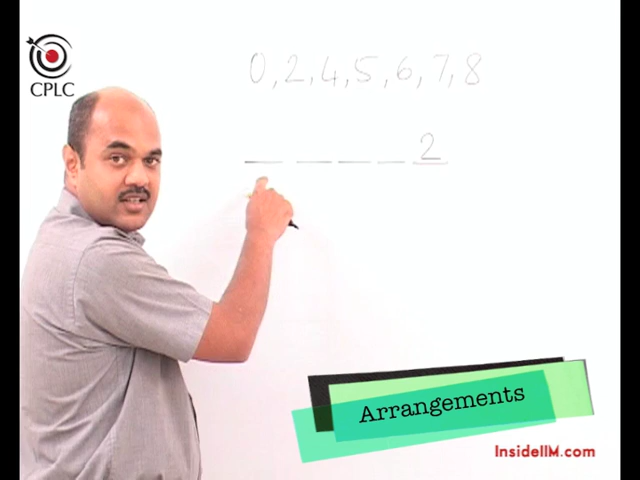 CPLC
0, 2, 4, 5, 6, 7, 8
2
Arrangements
InsideIIM.com